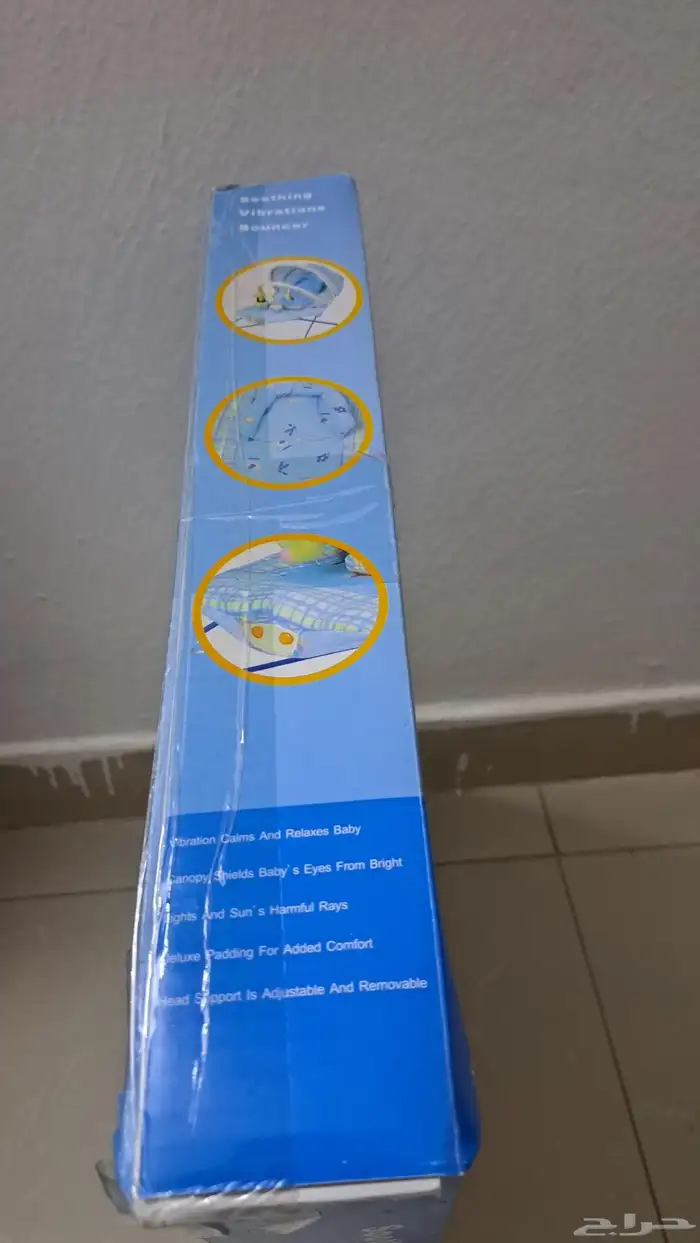 Soothing
Vibrations
Bouncer
Vibration Calms And Relaxes Baby
Canopy Shields Baby's Eyes From Bright
Lights And Sun's Harmful Rays
Deluxe Padding For Added Comfort
Head Support Is Adjustable And Removable
حراج